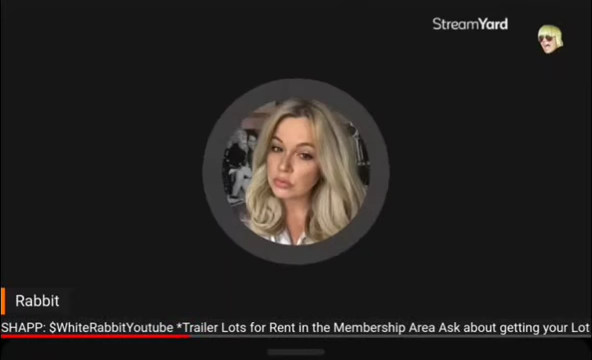 StreamYard
Rabbit
SHAPP: $WhiteRabbitYoutube *Trailer Lots for Rent in the Membership Area Ask about getting your Lot